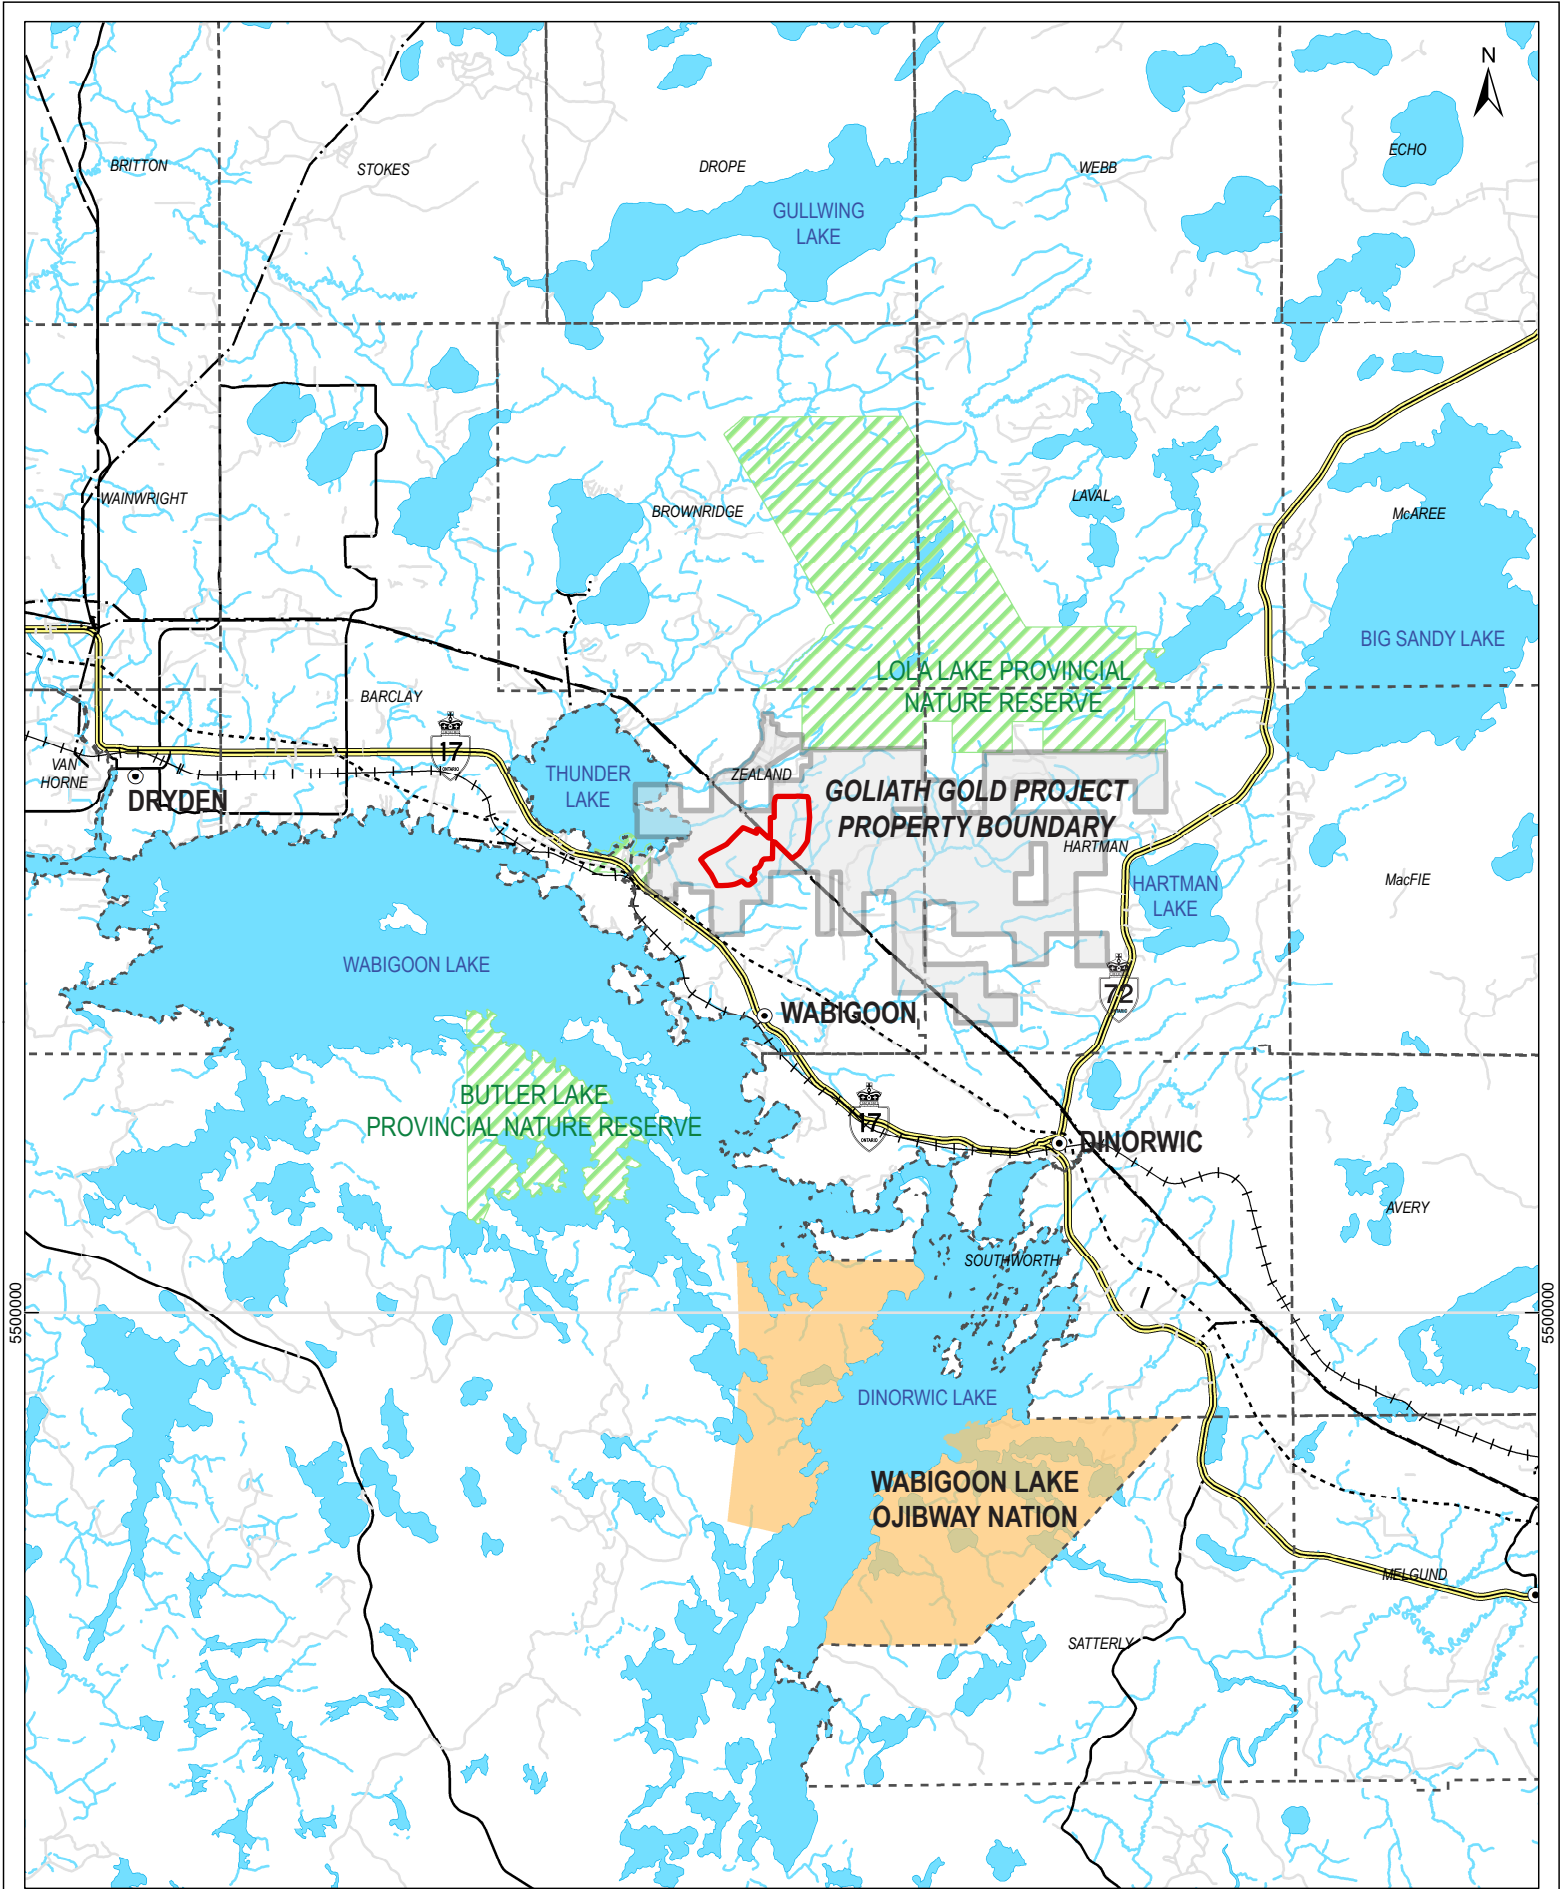 N
BRITTON
STOKES
DROPE
WEBB
ECHO
GULLWING
LAKE
WAINWRIGHT
BROWNRIDGE
LAVAL
McAREE
BIG SANDY LAKE
LOLA LAKE PROVINCIAL
NATURE RESERVE
BARCLAY
17
ONTARIO
VAN
HORNE
DRYDEN
THUNDER
LAKE
ZEALAND
GOLIATH GOLD PROJECT
PROPERTY BOUNDARY
HARTMAN
HARTMAN
LAKE
MacFIE
WABIGOON LAKE
72
ONTARIO
WABIGOON
BUTLER LAKE
PROVINCIAL NATURE RESERVE
17
ONTARIO
DINORWIC
AVERY
SOUTHWORTH
5500000
5500000
DINORWIC LAKE
WABIGOON LAKE
OJIBWAY NATION
MELGUND
SATTERLY